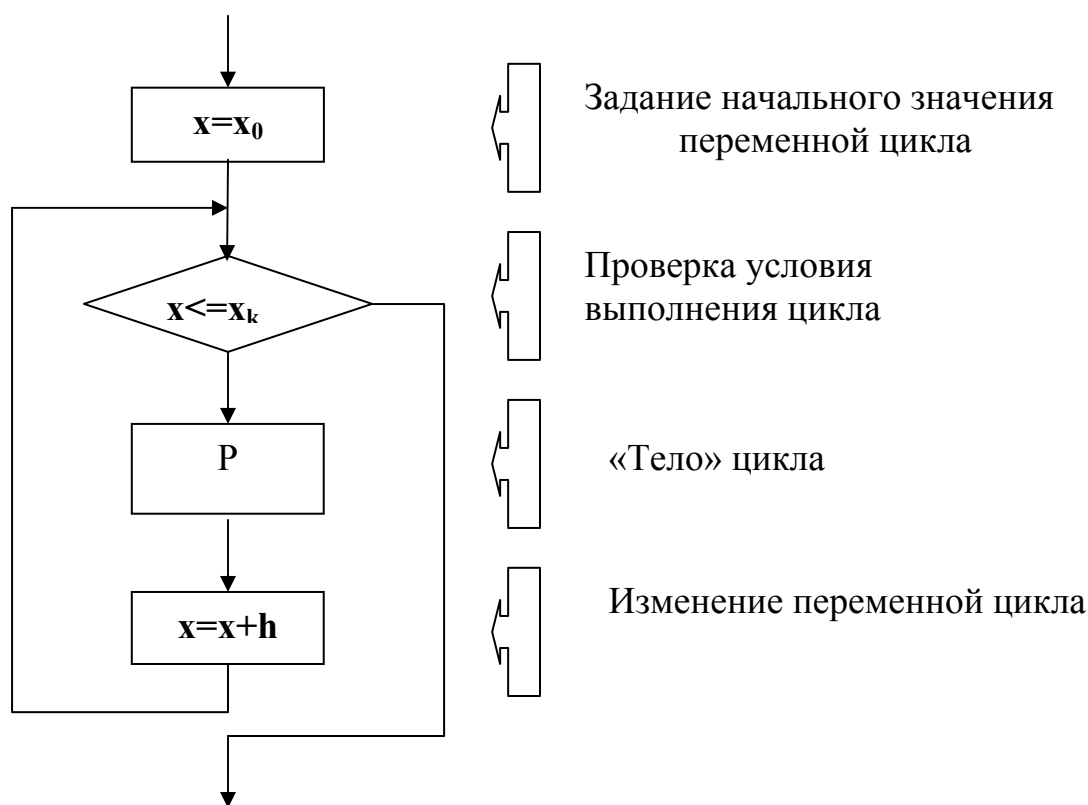 x=x₀
Задание начального значения
переменной цикла
x<=xₖ
Проверка условия
выполнения цикла
P
«Тело» цикла
x=x+h
Изменение переменной цикла